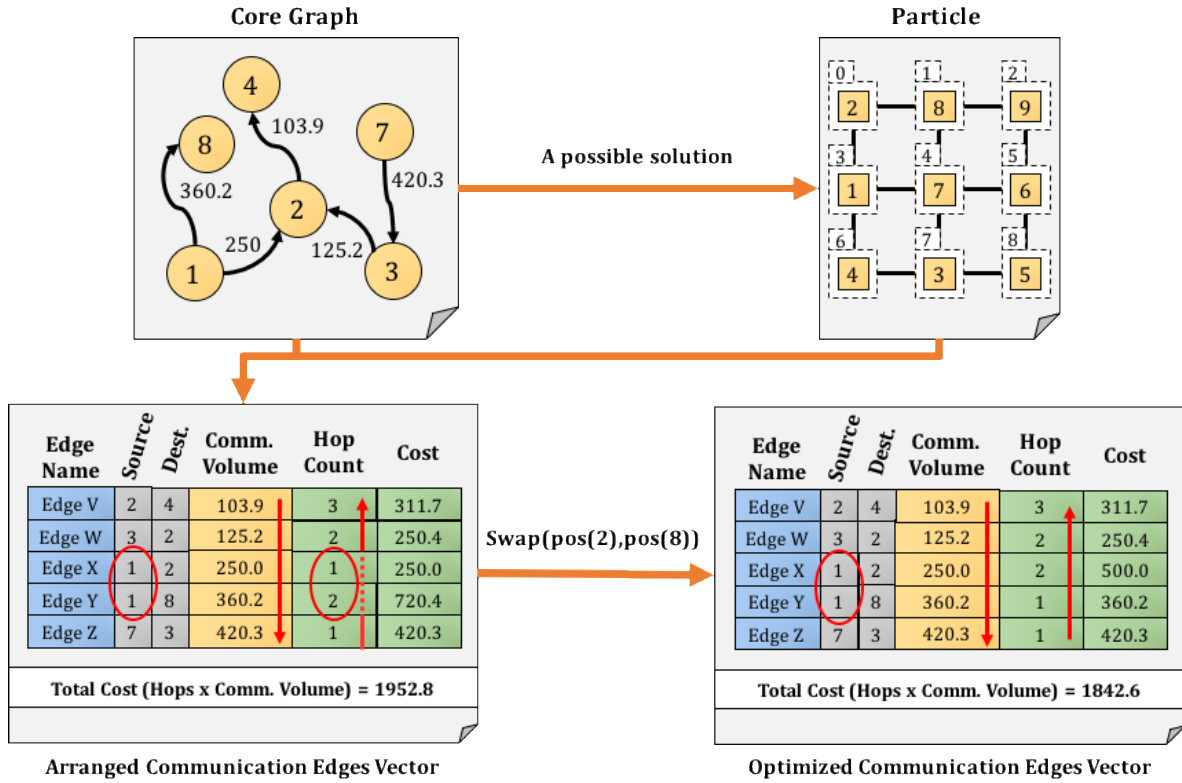 Core Graph
Particle
4
103.9
7
8
360.2
420.3
2
250
125.2
1
3
A possible solution
0 1 2
2 8 9
3 4 5
1 7 6
6 7 8
4 3 5
Edge Name Source Dest. Comm. Volume Hop Count Cost
Edge V 2 4 103.9 3 311.7
Edge W 3 2 125.2 2 250.4
Edge X 1 2 250.0 1 250.0
Edge Y 1 8 360.2 2 720.4
Edge Z 7 3 420.3 1 420.3
Total Cost (Hops x Comm. Volume) = 1952.8
Arranged Communication Edges Vector
Swap(pos(2),pos(8))
Edge Name Source Dest. Comm. Volume Hop Count Cost
Edge V 2 4 103.9 3 311.7
Edge W 3 2 125.2 2 250.4
Edge X 1 2 250.0 2 500.0
Edge Y 1 8 360.2 1 360.2
Edge Z 7 3 420.3 1 420.3
Total Cost (Hops x Comm. Volume) = 1842.6
Optimized Communication Edges Vector